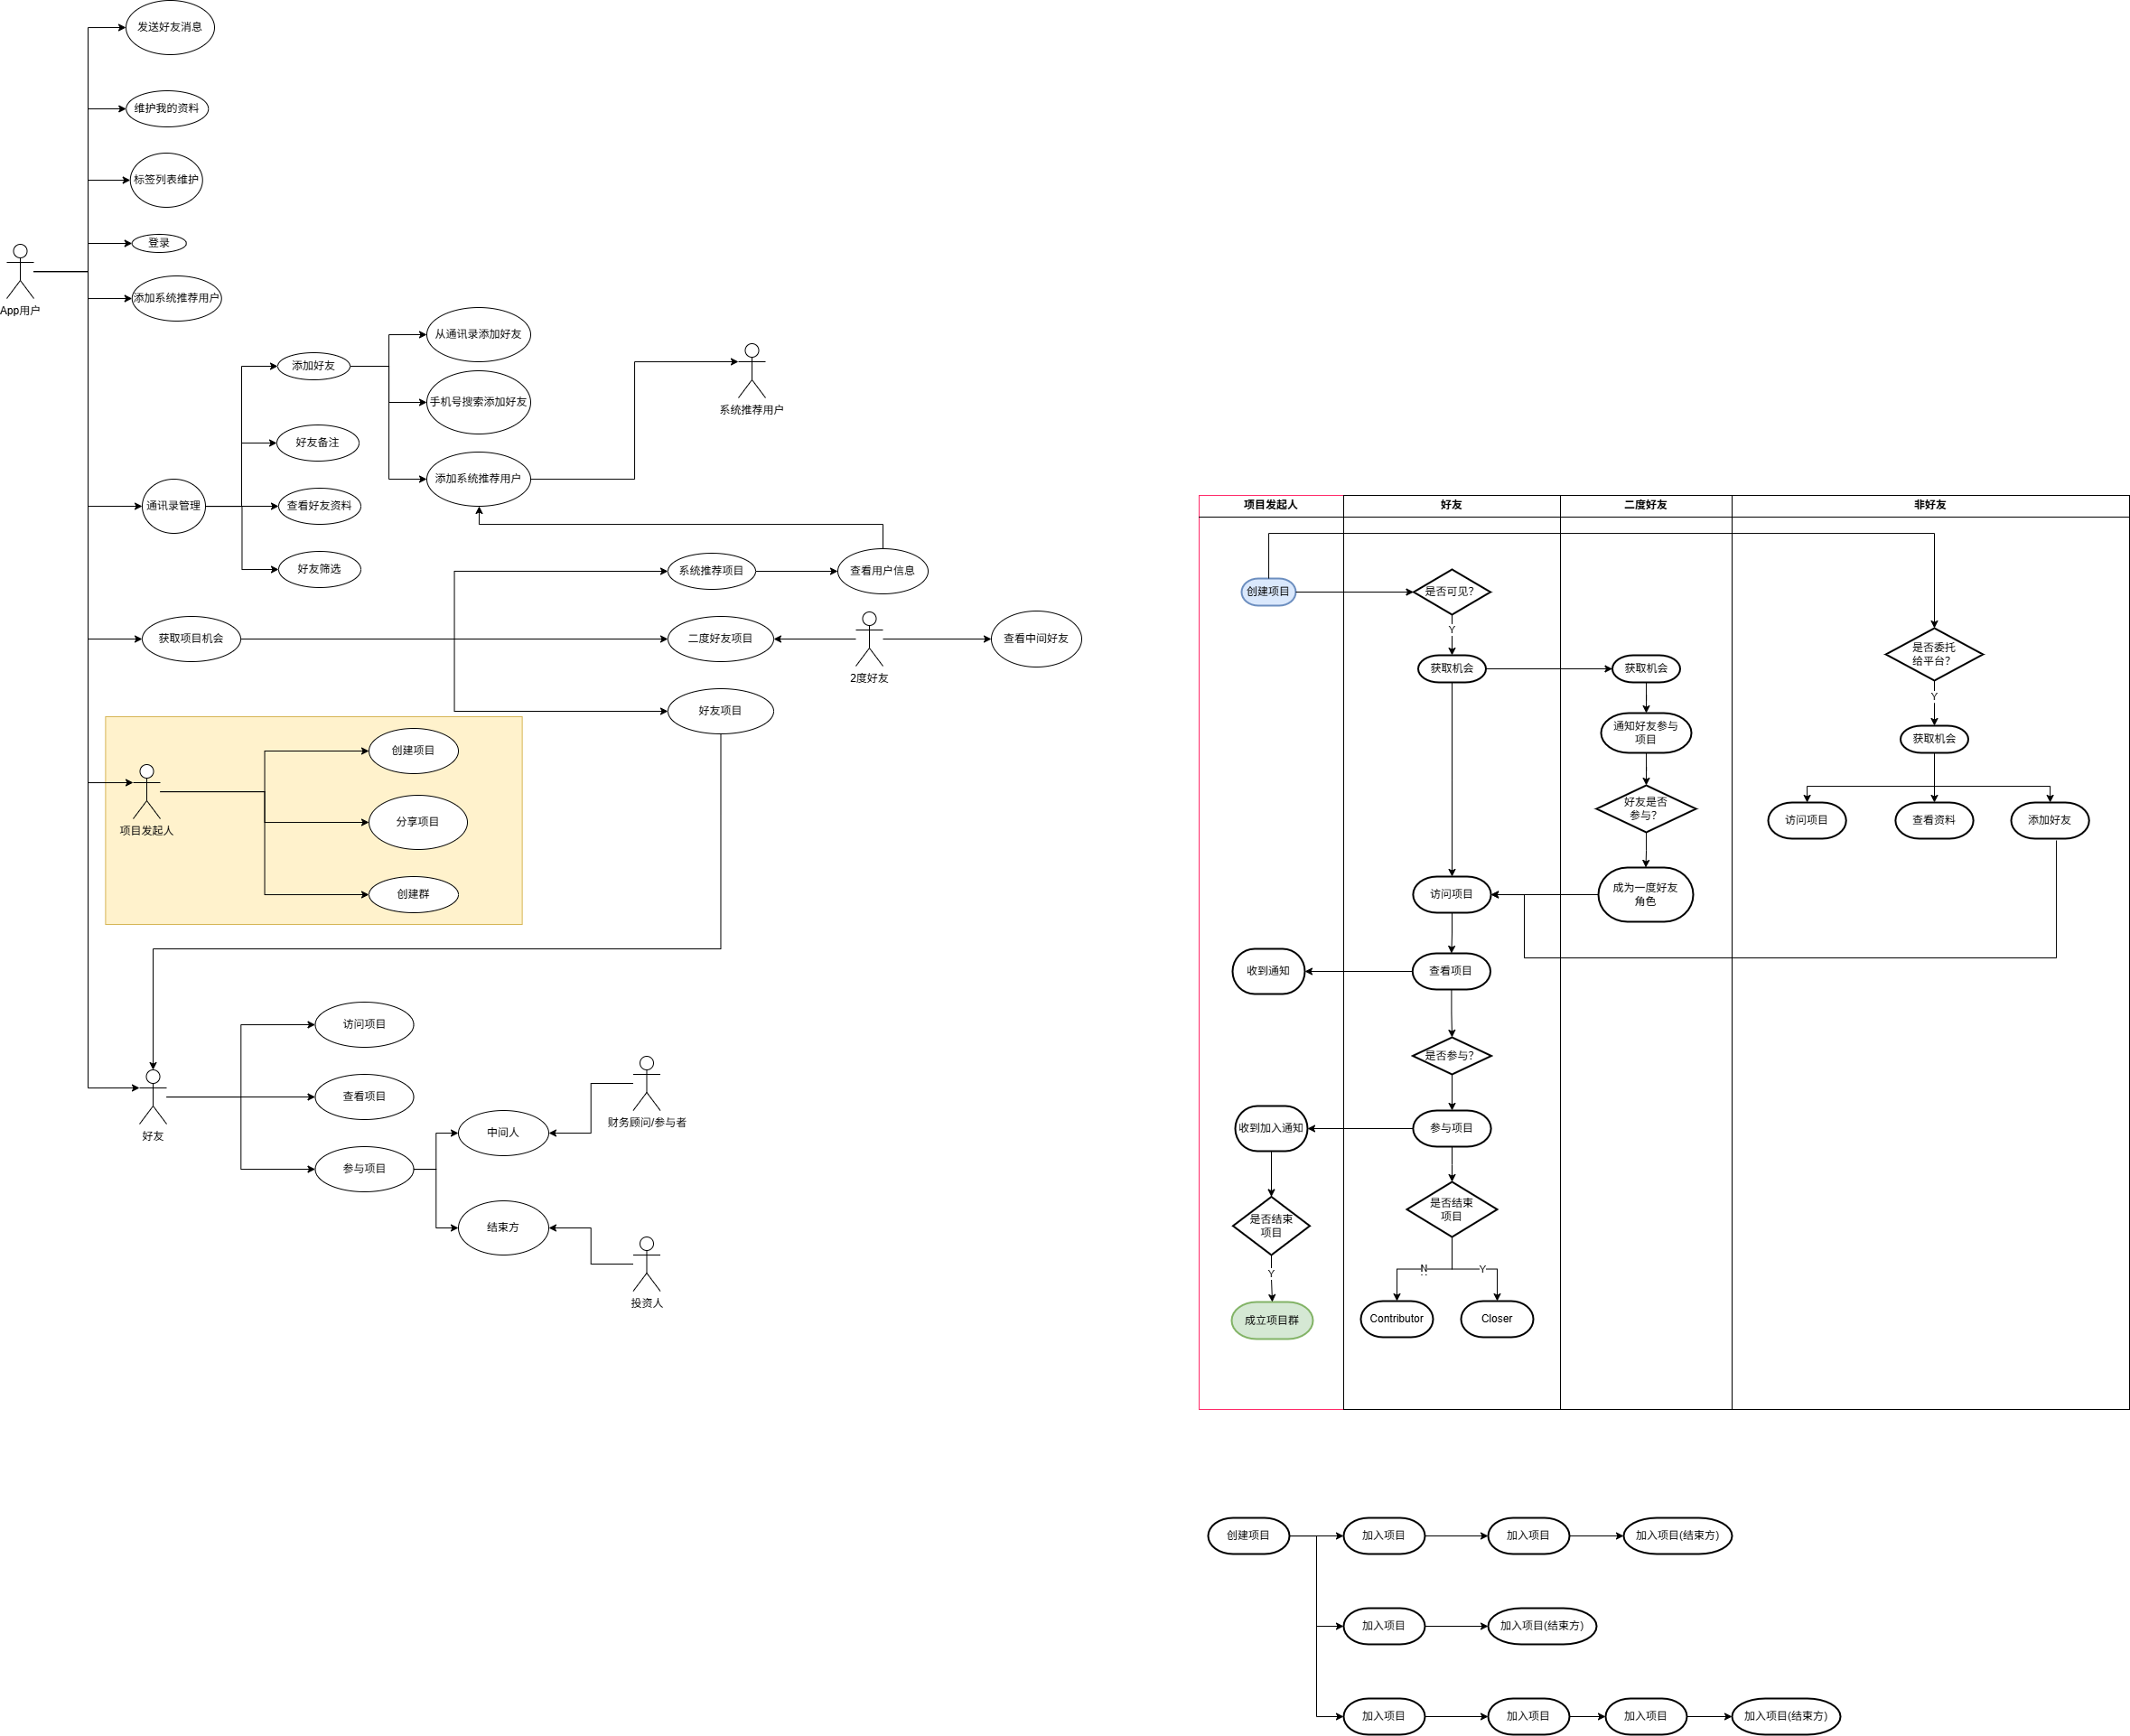 发送好友消息
维护我的资料
标签列表维护
登录
App用户
添加系统推荐用户
从通讯录添加好友
添加好友
手机号搜索添加好友
系统推荐用户
好友备注
添加系统推荐用户
通讯录管理
查看好友资料
好友筛选
系统推荐项目
查看用户信息
获取项目机会
二度好友项目
2度好友
查看中间好友
好友项目
创建项目
项目发起人
分享项目
创建群
访问项目
查看项目
好友
中间人
财务顾问/参与者
参与项目
结束方
投资人
项目发起人
好友
二度好友
非好友
创建项目
是否可见?
Y
是否委托
给平台?
Y
获取机会
获取机会
通知好友参与
项目
获取机会
好友是否
参与?
访问项目
查看资料
添加好友
访问项目
成为一度好友
角色
收到通知
查看项目
是否参与?
收到加入通知
参与项目
是否结束
项目
是否结束
项目
Y
N
Y
成立项目群
Contributor
Closer
创建项目
加入项目
加入项目
加入项目(结束方)
加入项目
加入项目(结束方)
加入项目
加入项目
加入项目
加入项目(结束方)